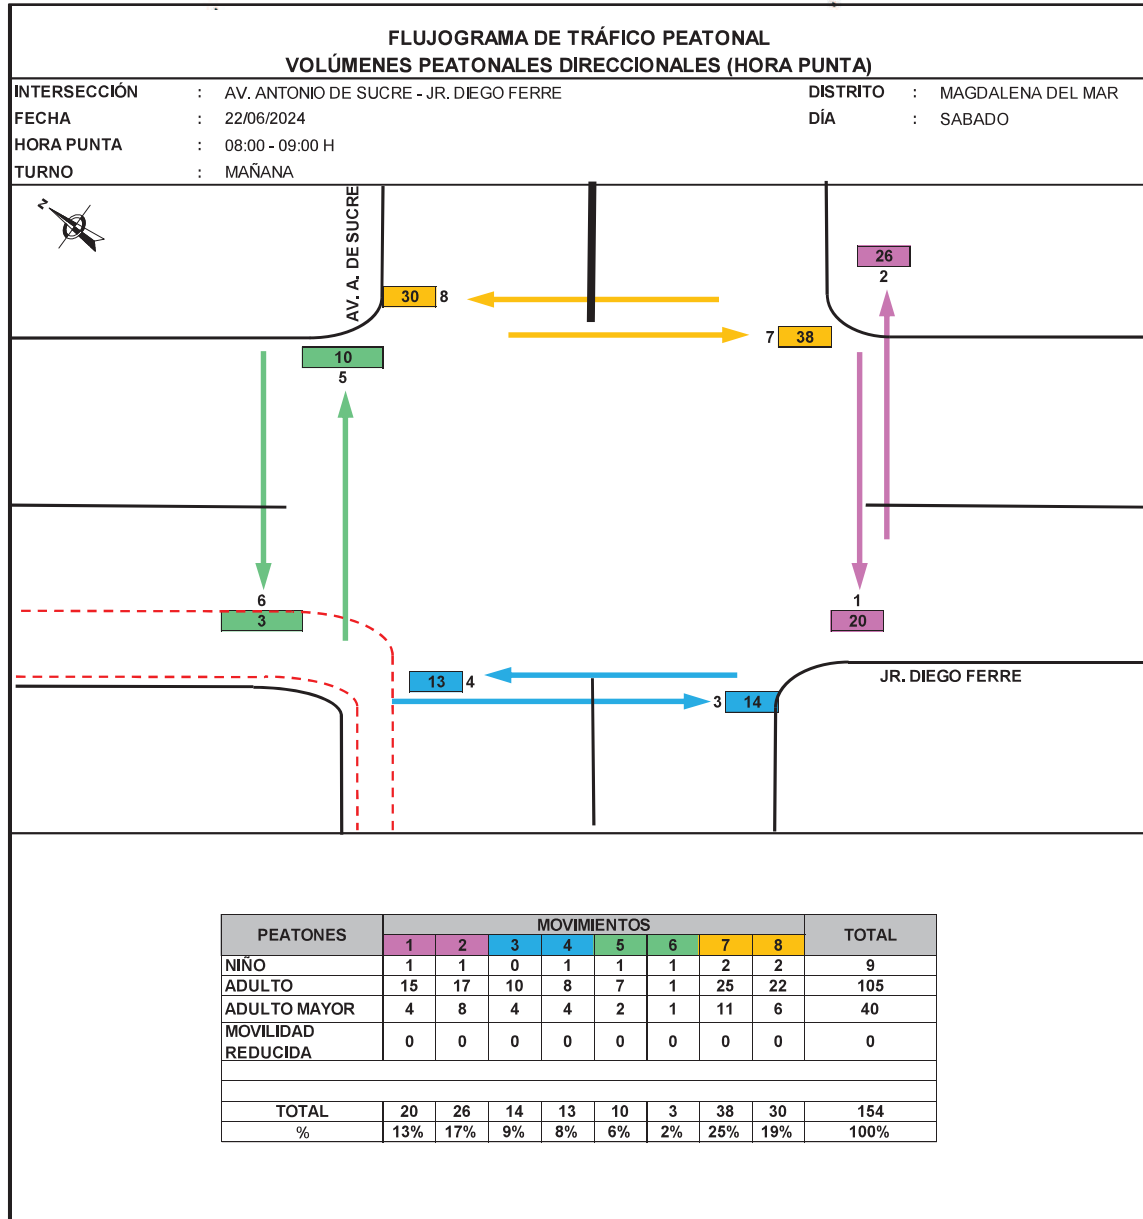 FLUJOGRAMA DE TRÁFICO PEATONAL
VOLÚMENES PEATONALES DIRECCIONALES (HORA PUNTA)
INTERSECCIÓN : AV. ANTONIO DE SUCRE - JR. DIEGO FERRE DISTRITO : MAGDALENA DEL MAR
FECHA : 22/06/2024 DÍA : SABADO
HORA PUNTA : 08:00 - 09:00 H
TURNO : MAÑANA
N
AV. A. DE SUCRE
26
2
30 8
7 38
10
5
6
3
1
20
13 4
3 14
JR. DIEGO FERRE
PEATONES MOVIMIENTOS TOTAL
1 2 3 4 5 6 7 8
NIÑO 1 1 0 1 1 1 2 2 9
ADULTO 15 17 10 8 7 1 25 22 105
ADULTO MAYOR 4 8 4 4 2 1 11 6 40
MOVILIDAD
REDUCIDA 0 0 0 0 0 0 0 0 0
TOTAL 20 26 14 13 10 3 38 30 154
% 13% 17% 9% 8% 6% 2% 25% 19% 100%